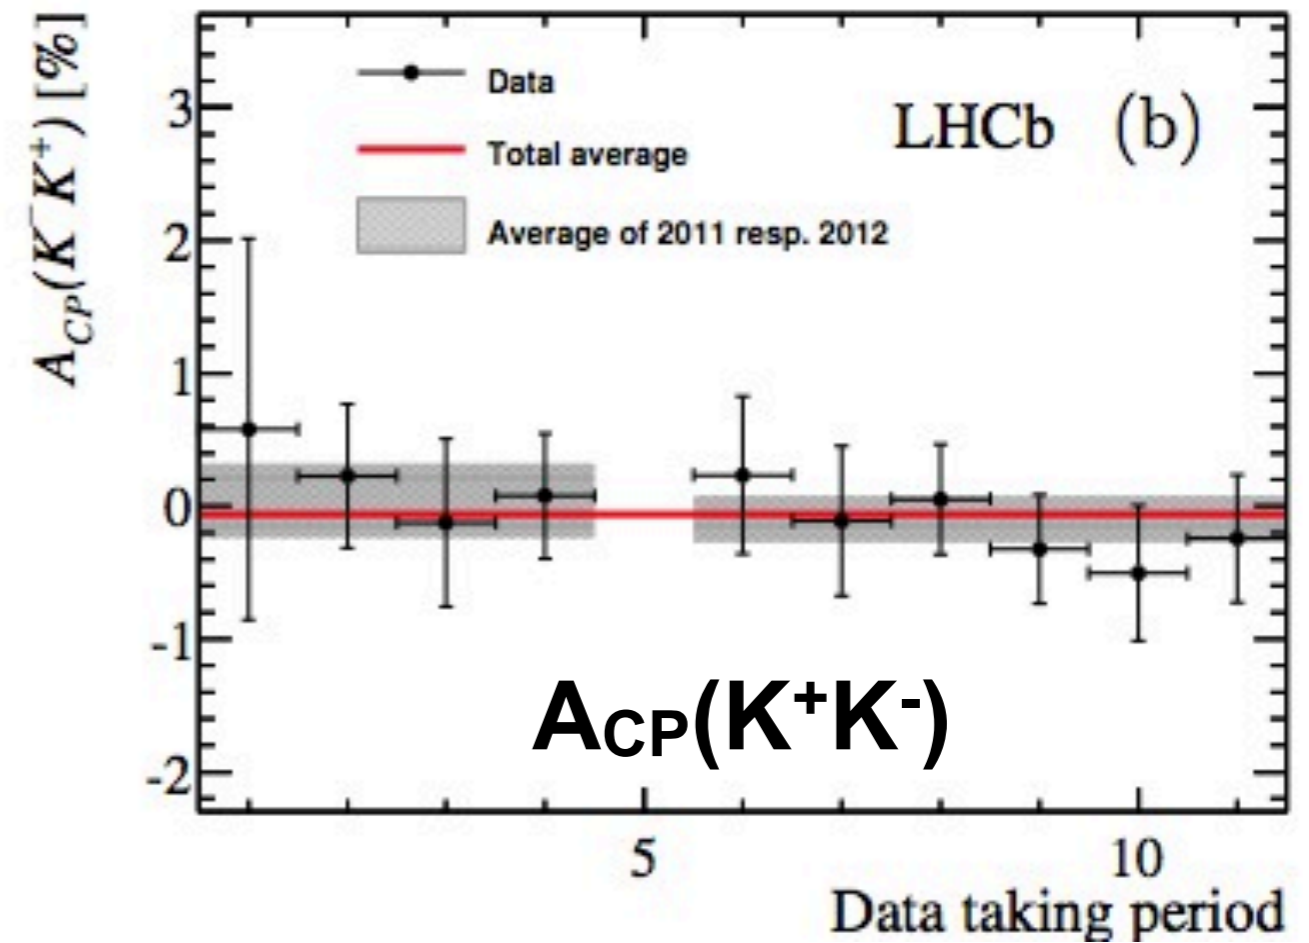 A_CP(K⁻K⁺) [%]
Data
Total average
Average of 2011 resp. 2012
LHCb (b)
3
2
1
0
-1
-2
A_CP(K⁺K⁻)
5 10
Data taking period